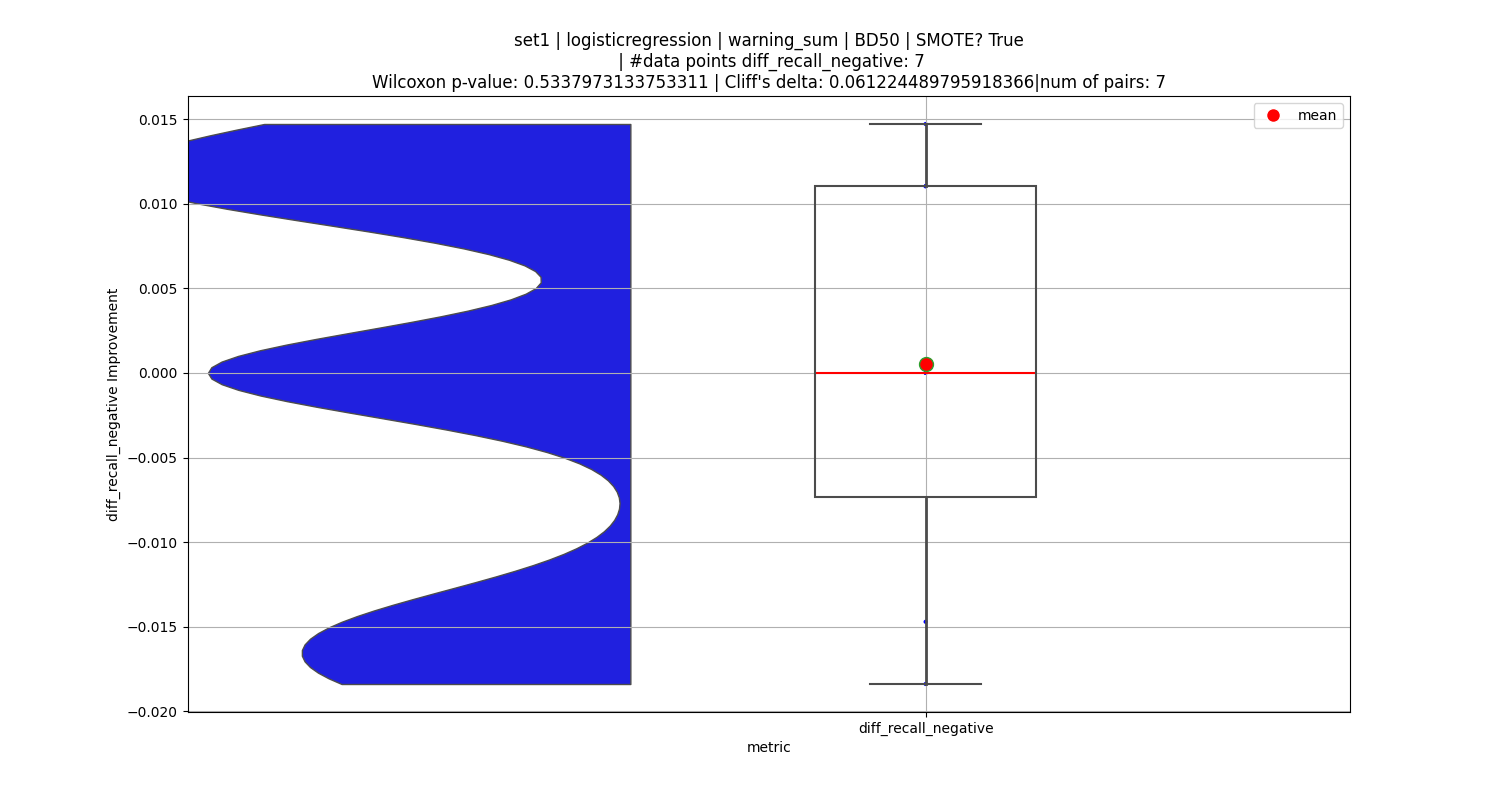 set1 | logisticregression | warning_sum | BD50 | SMOTE? True
| #data points diff_recall_negative: 7
Wilcoxon p-value: 0.5337973133753311 | Cliff's delta: 0.061224489795918366|num of pairs: 7
mean
0.015
0.010
0.005
0.000
−0.005
−0.010
−0.015
−0.020
diff_recall_negative Improvement
diff_recall_negative
metric